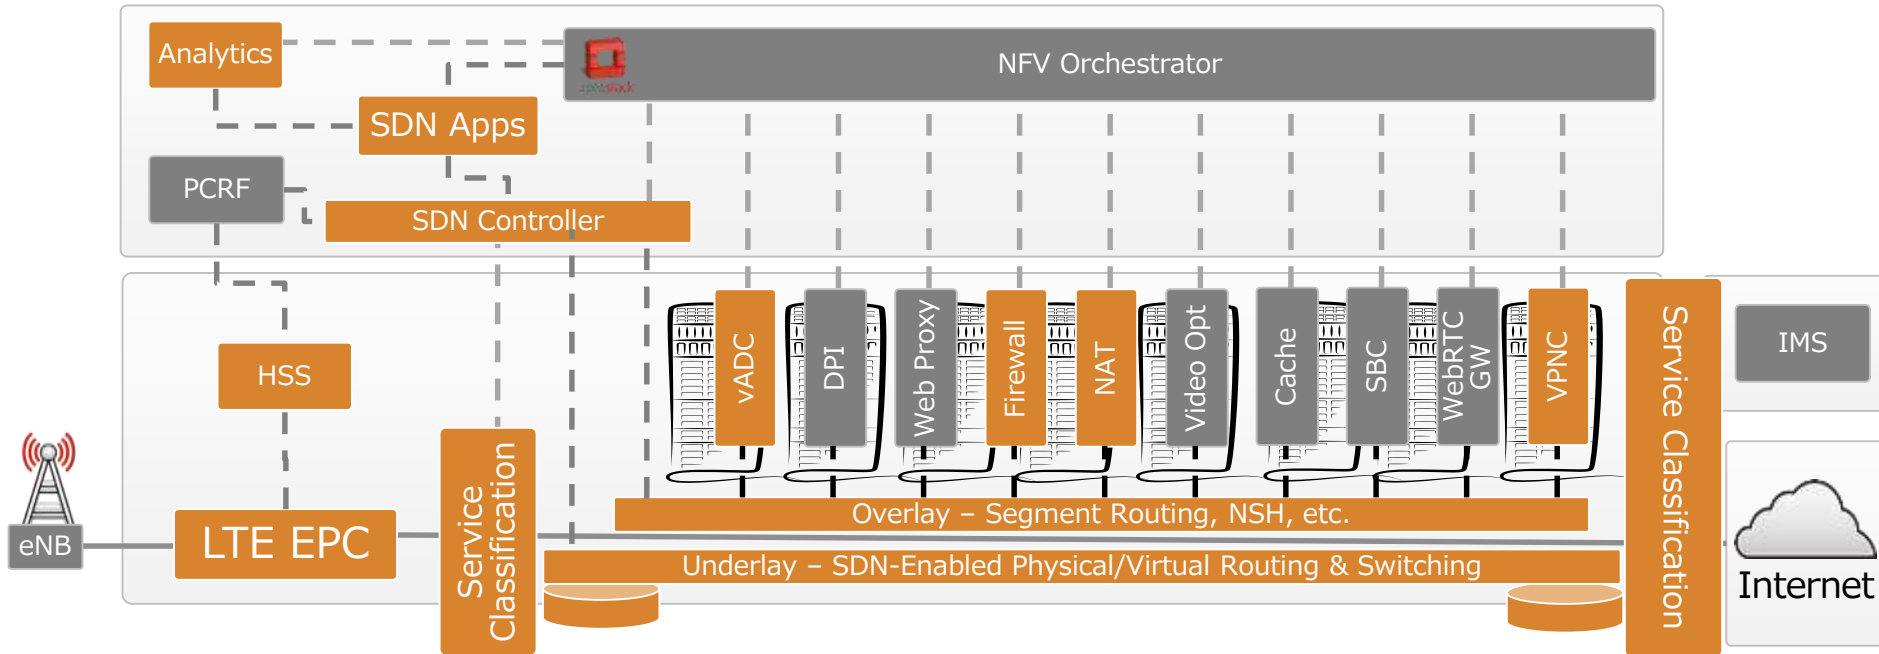 Analytics
NFV Orchestrator
openstack
SDN Apps
PCRF
SDN Controller
HSS
vADC
DPI
Web Proxy
Firewall
NAT
Video Opt
Cache
SBC
WebRTC
GW
VPNC
Service Classification
IMS
Service
Classification
eNB
LTE EPC
Overlay – Segment Routing, NSH, etc.
Underlay – SDN-Enabled Physical/Virtual Routing & Switching
Internet